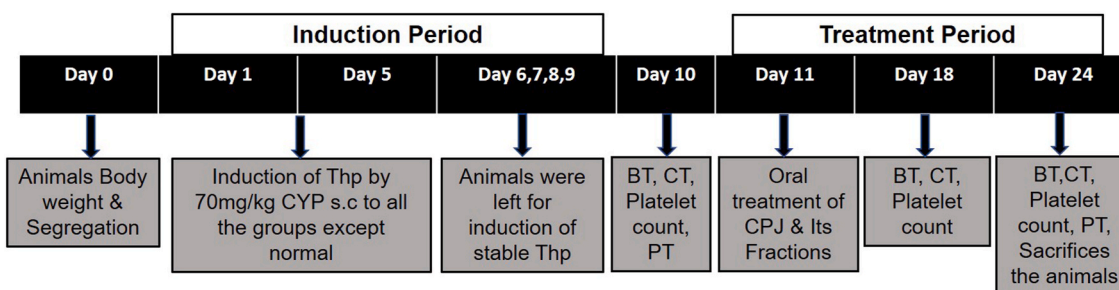 Induction Period
Treatment Period
Day 0
Day 1
Day 5
Day 6,7,8,9
Day 10
Day 11
Day 18
Day 24
Animals Body
weight &
Segregation
Induction of Thp by
70mg/kg CYP s.c to all
the groups except
normal
Animals were
left for
induction of
stable Thp
BT, CT,
Platelet
count,
PT
Oral
treatment of
CPJ & Its
Fractions
BT, CT,
Platelet
count
BT,CT,
Platelet
count, PT,
Sacrifices
the animals